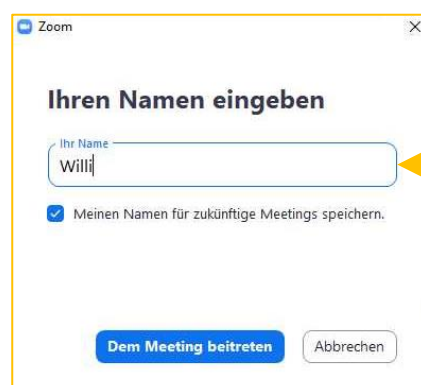 Zoom
Ihren Namen eingeben
Ihr Name
Willi
Meinen Namen für zukünftige Meetings speichern.
Dem Meeting beitreten
Abbrechen